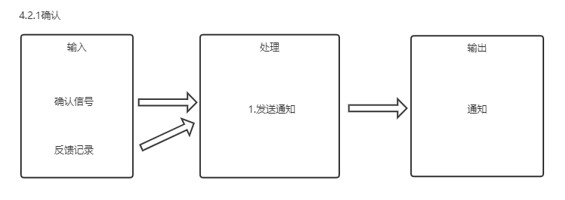 4.2.1确认
输入
处理
输出
确认信号
1.发送通知
通知
反馈记录